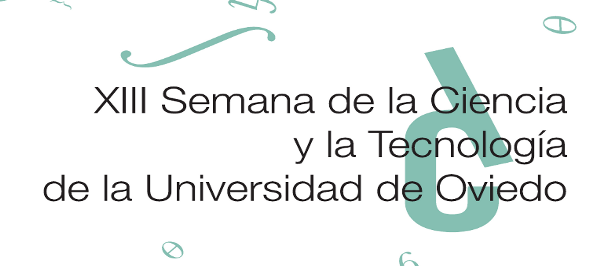 XIII Semana de la Ciencia
y la Tecnología
de la Universidad de Oviedo